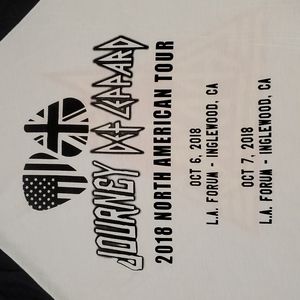 JOURNEY DEF LEPPARD
2018 NORTH AMERICAN TOUR
OCT 6, 2018
L.A. FORUM - INGLEWOOD, CA
OCT 7, 2018
L.A. FORUM - INGLEWOOD, CA